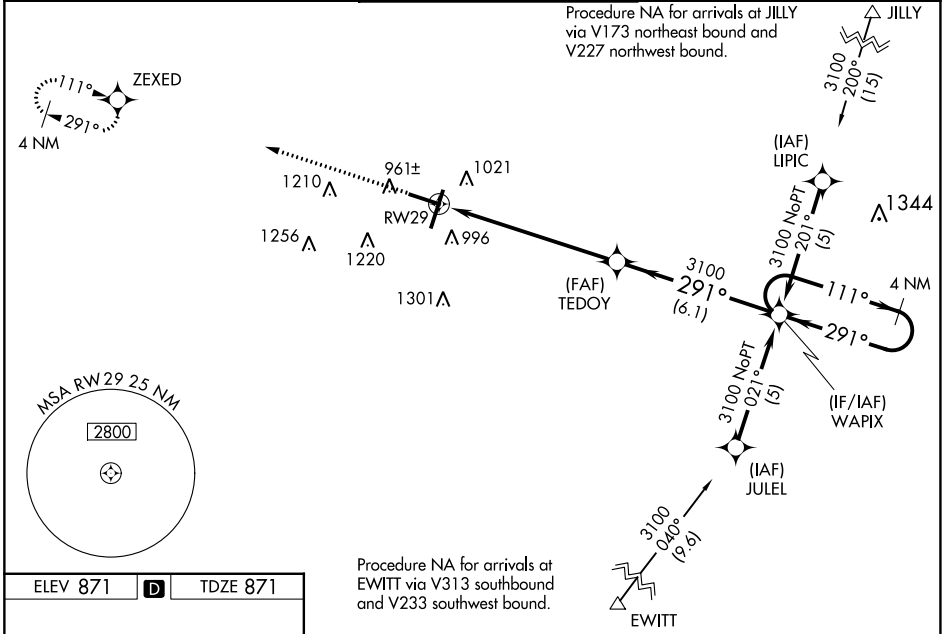 Procedure NA for arrivals at JILLY
via V173 northeast bound and
V227 northwest bound.
JILLY
3100
200°
(15)
ZEXED
111°
291°
4 NM
(IAF)
LIPIC
3100 NoPT
201°
(5)
1344
961±
1021
1210
RW29
996
1256
1220
1301
(FAF)
TEDOY
3100
291°
(6.1)
111°
4 NM
291°
(IF/IAF)
WAPIX
3100 NoPT
021°
(5)
(IAF)
JULEL
MSA RW 29 25 NM
2800
3100
040°
(9.6)
EWITT
Procedure NA for arrivals at
EWITT via V313 southbound
and V233 southwest bound.
ELEV 871 D TDZE 871